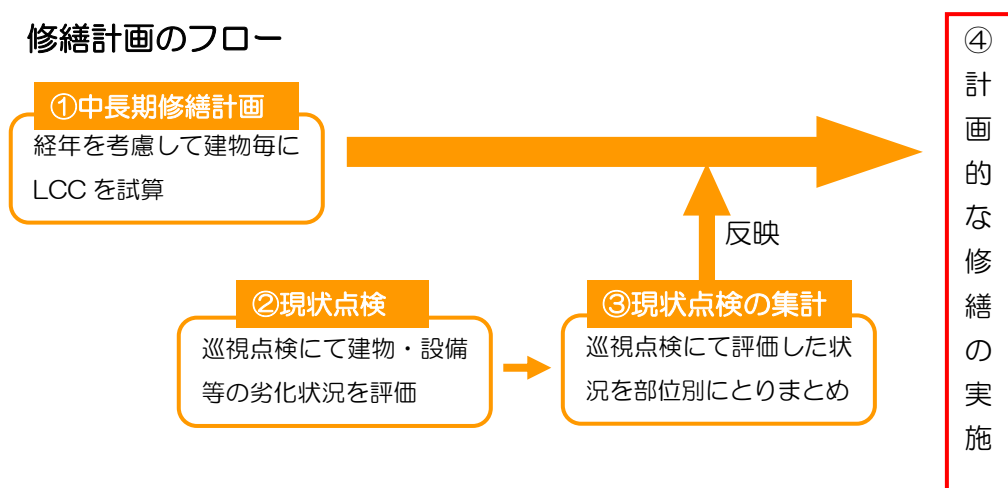 修繕計画のフロー
①中長期修繕計画
経年を考慮して建物毎に
LCC を試算
反映
②現状点検
巡視点検にて建物・設備
等の劣化状況を評価
③現状点検の集計
巡視点検にて評価した状
況を部位別にとりまとめ
④計画的な修繕の実施